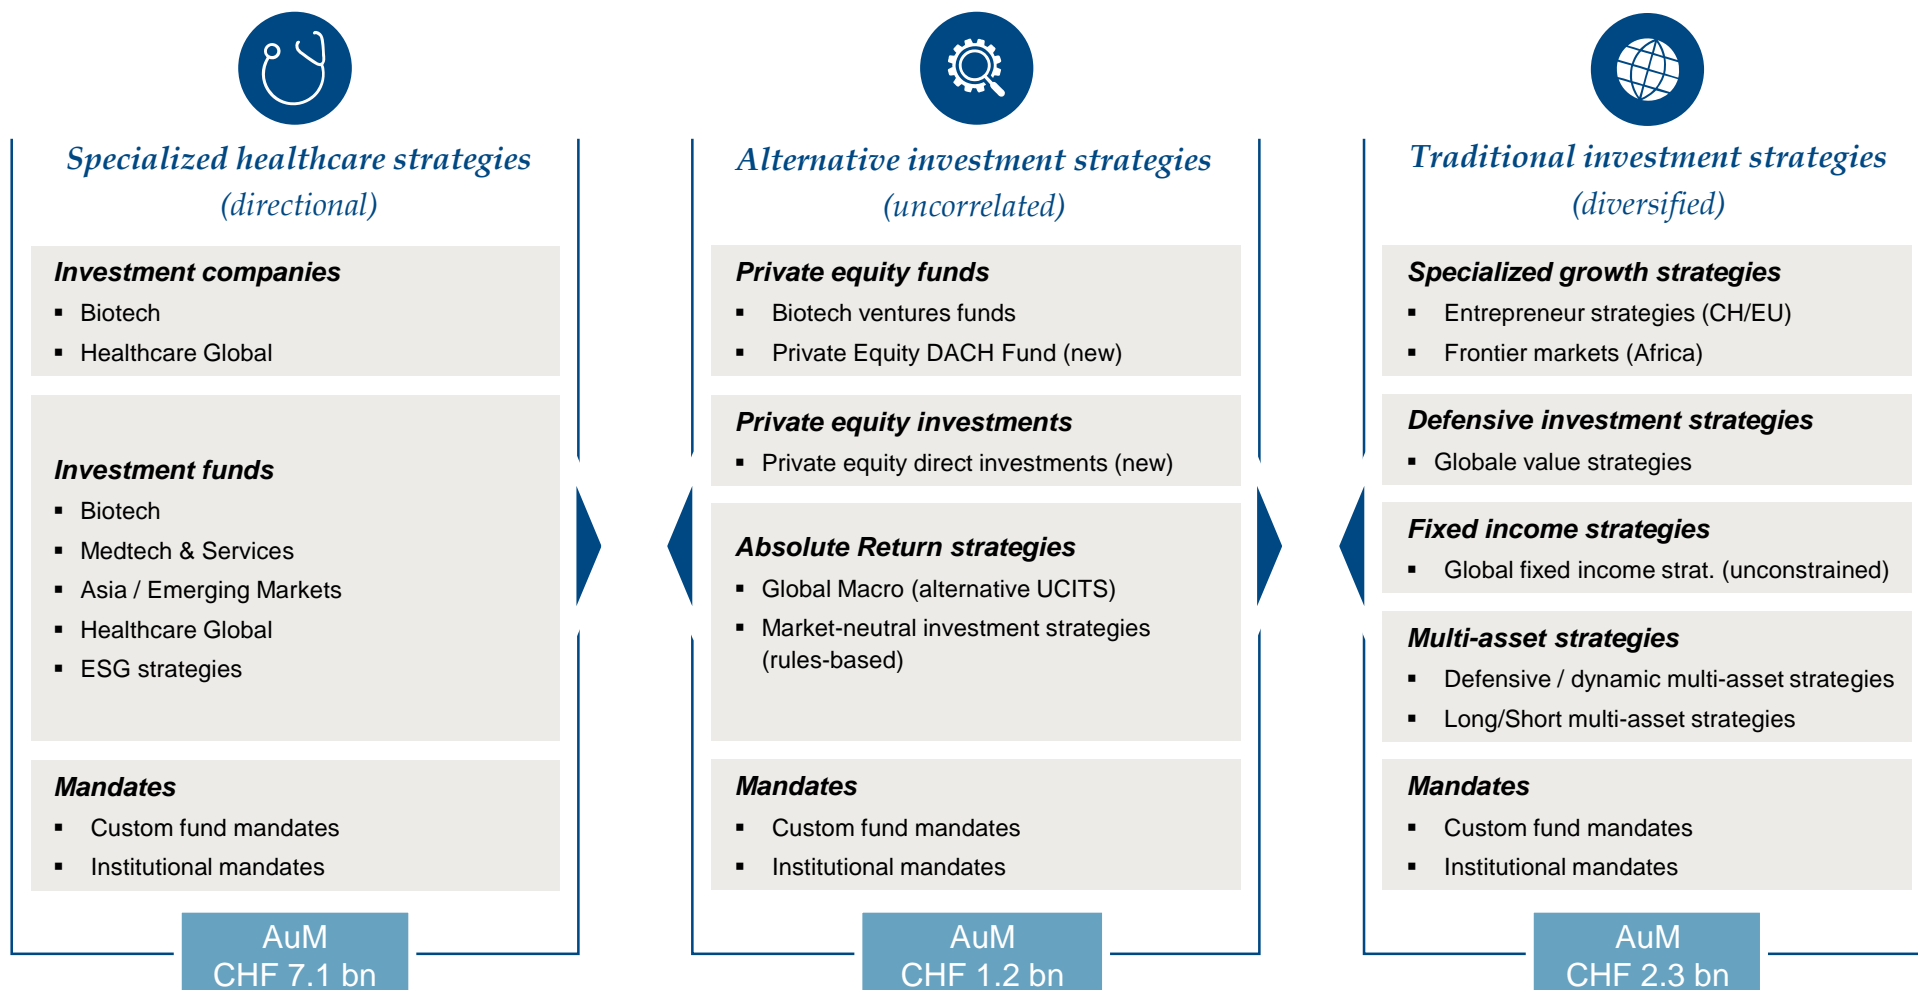 Specialized healthcare strategies
(directional)
Investment companies
▪ Biotech
▪ Healthcare Global
Investment funds
▪ Biotech
▪ Medtech & Services
▪ Asia / Emerging Markets
▪ Healthcare Global
▪ ESG strategies
Mandates
▪ Custom fund mandates
▪ Institutional mandates
AuM
CHF 7.1 bn
Alternative investment strategies
(uncorrelated)
Private equity funds
▪ Biotech ventures funds
▪ Private Equity DACH Fund (new)
Private equity investments
▪ Private equity direct investments (new)
Absolute Return strategies
▪ Global Macro (alternative UCITS)
▪ Market-neutral investment strategies
(rules-based)
Mandates
▪ Custom fund mandates
▪ Institutional mandates
AuM
CHF 1.2 bn
Traditional investment strategies
(diversified)
Specialized growth strategies
▪ Entrepreneur strategies (CH/EU)
▪ Frontier markets (Africa)
Defensive investment strategies
▪ Globale value strategies
Fixed income strategies
▪ Global fixed income strat. (unconstrained)
Multi-asset strategies
▪ Defensive / dynamic multi-asset strategies
▪ Long/Short multi-asset strategies
Mandates
▪ Custom fund mandates
▪ Institutional mandates
AuM
CHF 2.3 bn